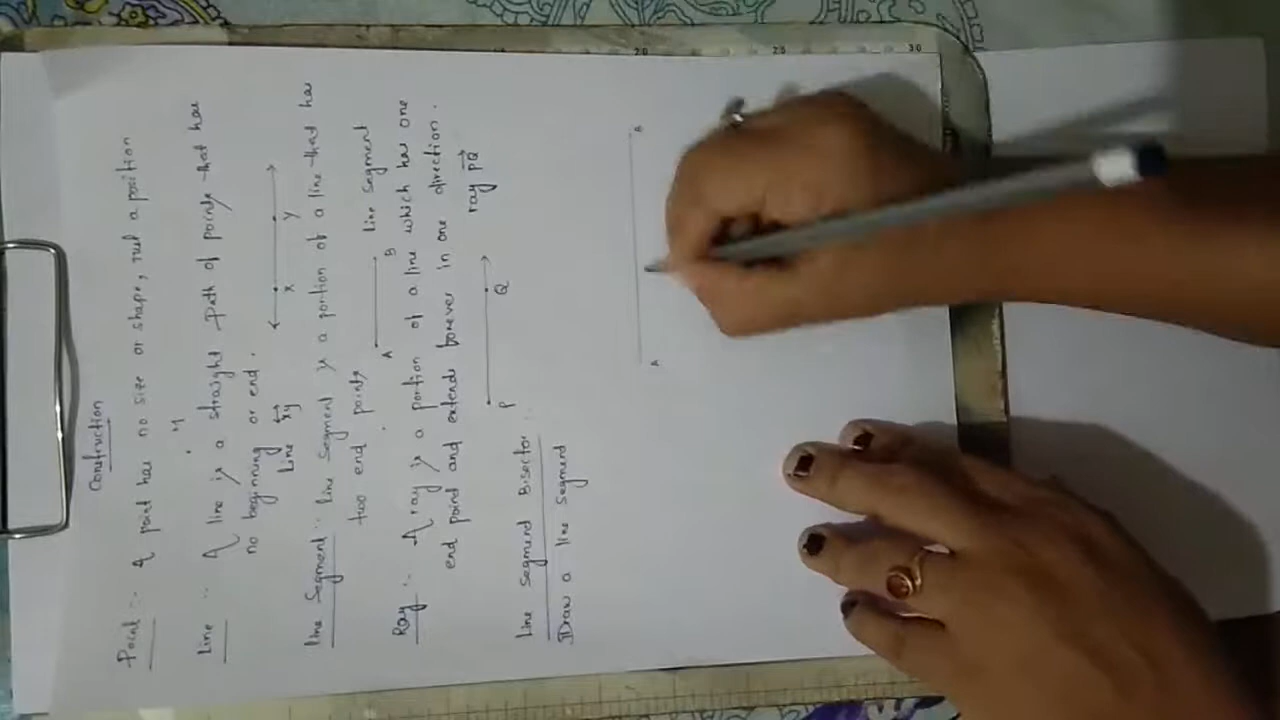 Construction
Point :- A point has no size or shape, a position
. M
Line :- A line is a straight path of points that has
no beginning or end.
Line xy
x y
line Segment :- line Segment is a portion of a line that has
two end points
A B line Segment
Ray :- A ray is a portion of a line which has one
end point and extends forever in one direction.
P Q ray PQ
Line Segment Bisector :
Draw a line Segment
A B
20 30